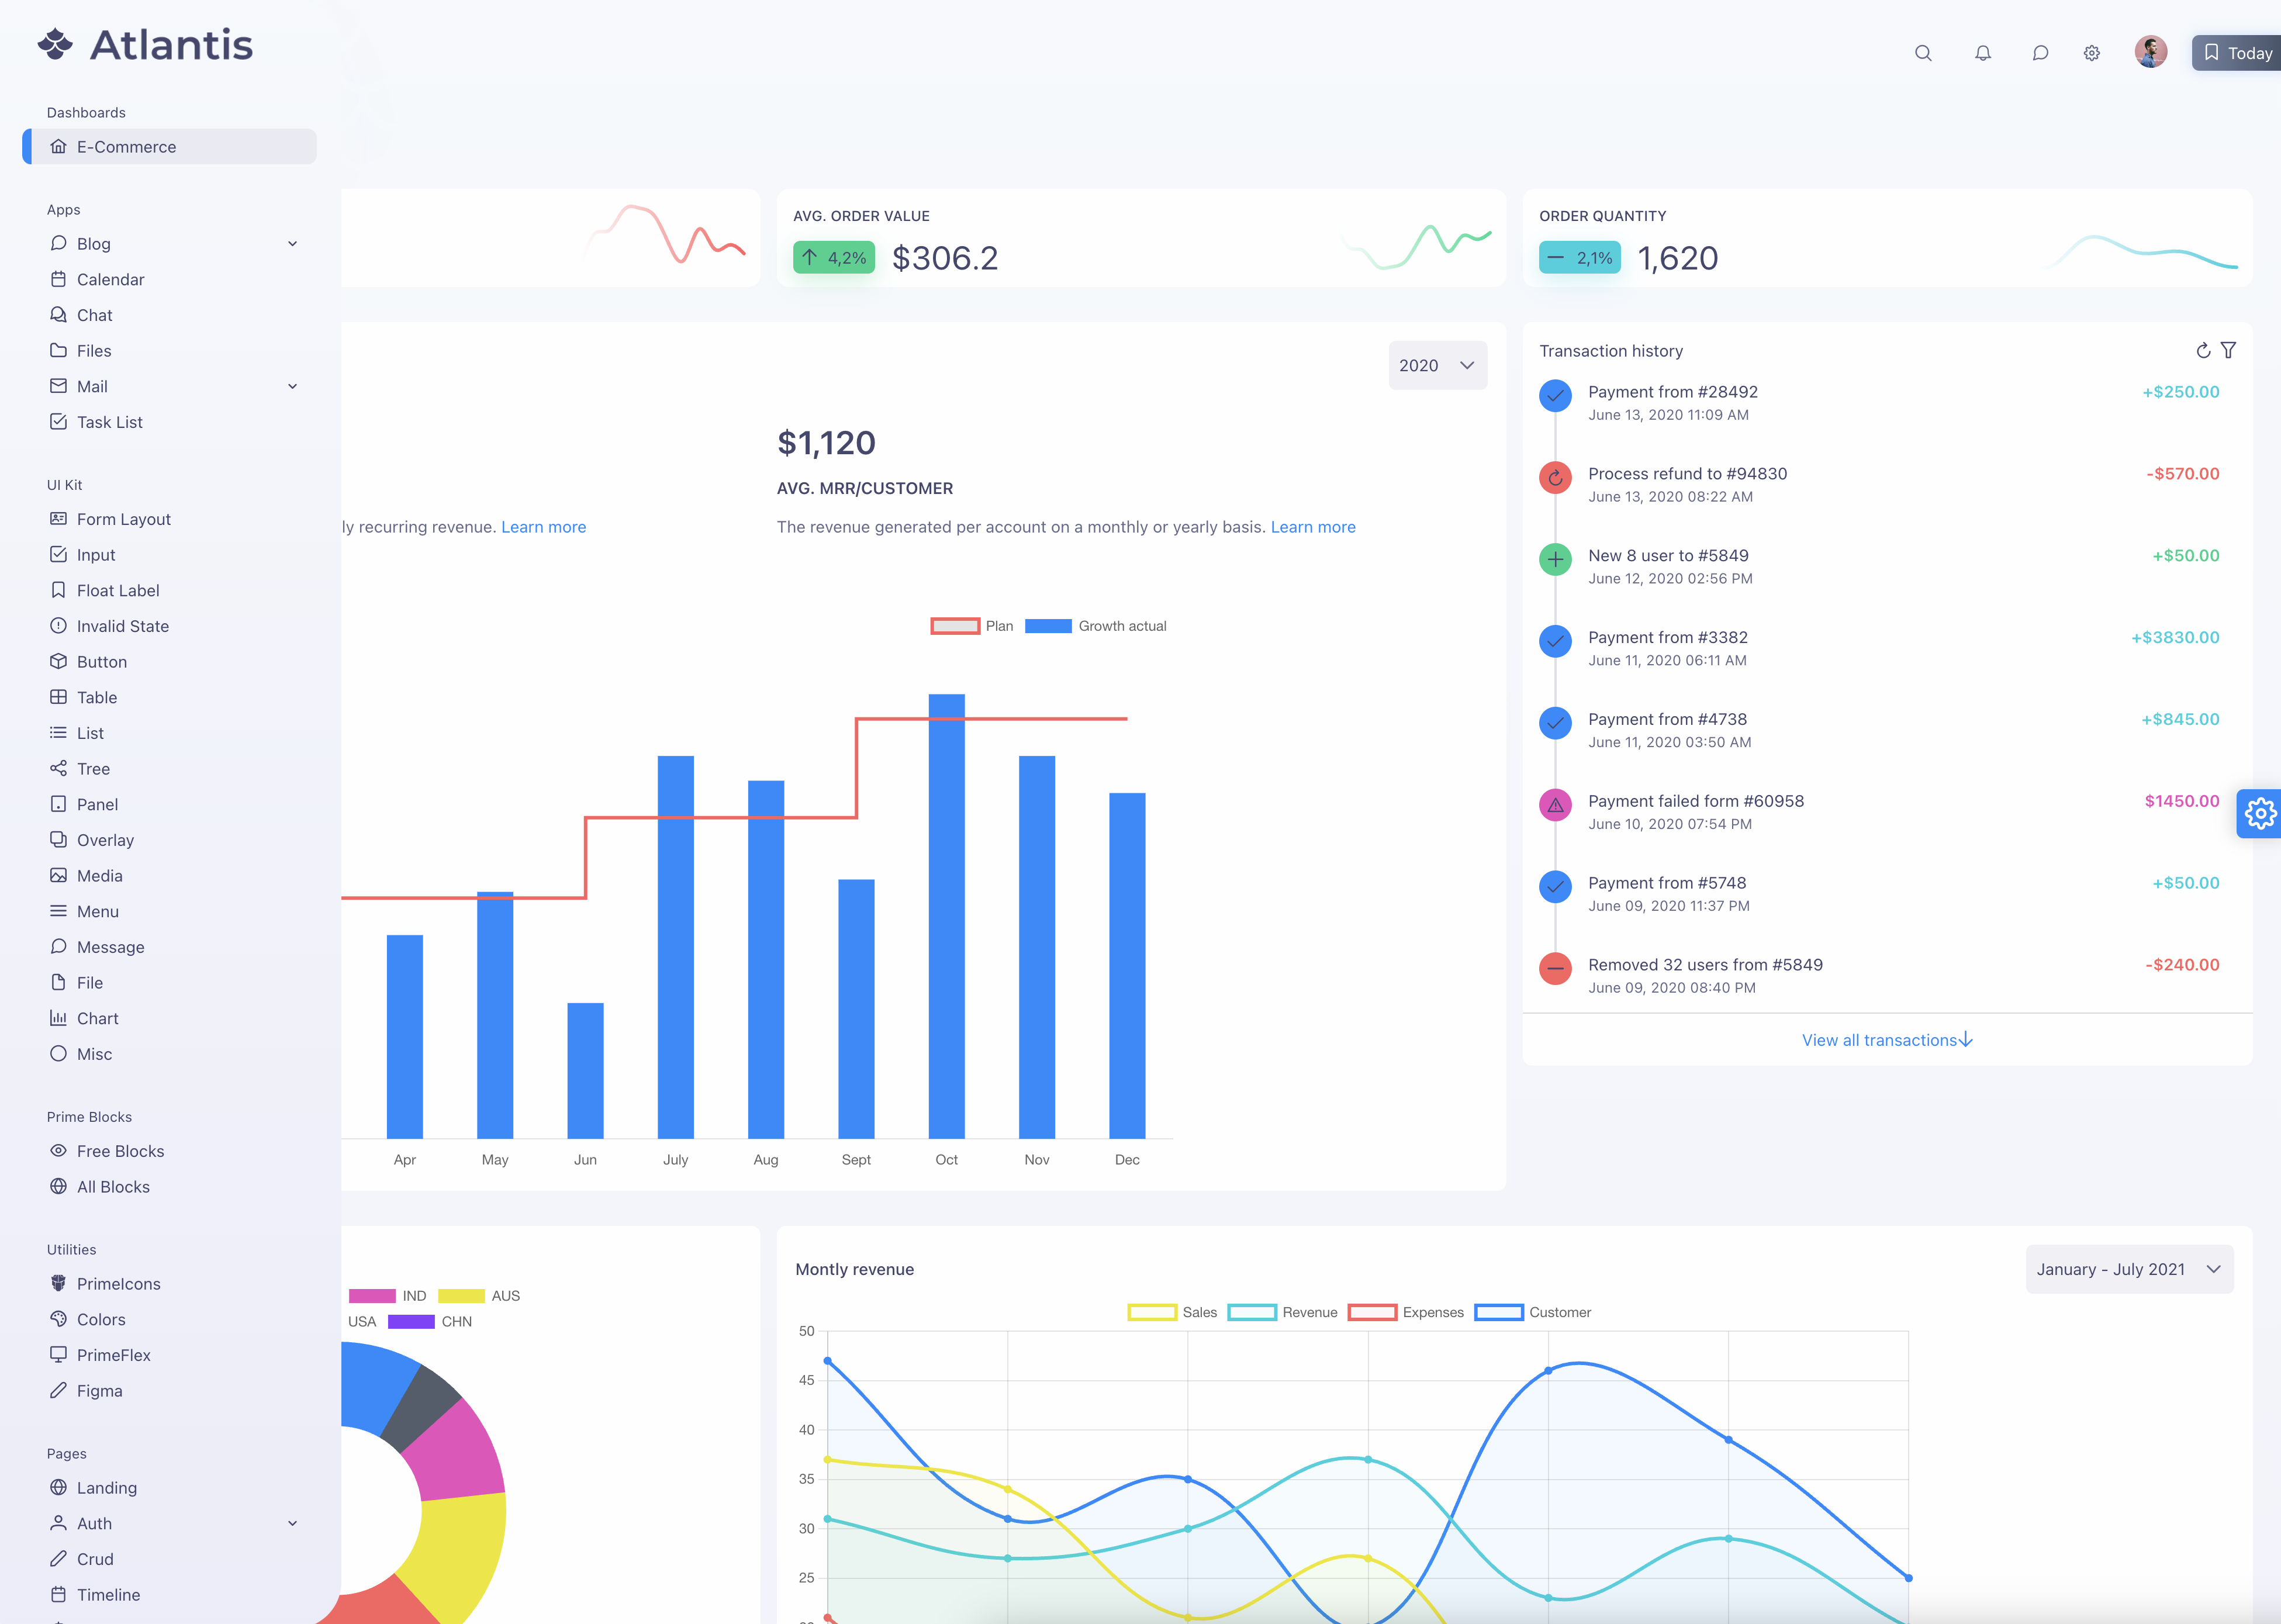 Atlantis
Today
Dashboards
E-Commerce
Apps
Blog
Calendar
Chat
Files
Mail
Task List
UI Kit
Form Layout
Input
Float Label
Invalid State
Button
Table
List
Tree
Panel
Overlay
Media
Menu
Message
File
Chart
Misc
Prime Blocks
Free Blocks
All Blocks
Utilities
PrimeIcons
Colors
PrimeFlex
Figma
Pages
Landing
Auth
Crud
Timeline
AVG. ORDER VALUE
4,2% $306.2
ORDER QUANTITY
2,1% 1,620
2020
$1,120
AVG. MRR/CUSTOMER
ly recurring revenue. Learn more
The revenue generated per account on a monthly or yearly basis. Learn more
Plan Growth actual
Apr May Jun July Aug Sept Oct Nov Dec
Transaction history
Payment from #28492 +$250.00
June 13, 2020 11:09 AM
Process refund to #94830 -$570.00
June 13, 2020 08:22 AM
New 8 user to #5849 +$50.00
June 12, 2020 02:56 PM
Payment from #3382 +$3830.00
June 11, 2020 06:11 AM
Payment from #4738 +$845.00
June 11, 2020 03:50 AM
Payment failed form #60958 $1450.00
June 10, 2020 07:54 PM
Payment from #5748 +$50.00
June 09, 2020 11:37 PM
Removed 32 users from #5849 -$240.00
June 09, 2020 08:40 PM
View all transactions
IND AUS
USA CHN
Montly revenue
January - July 2021
Sales Revenue Expenses Customer
50
45
40
35
30
25